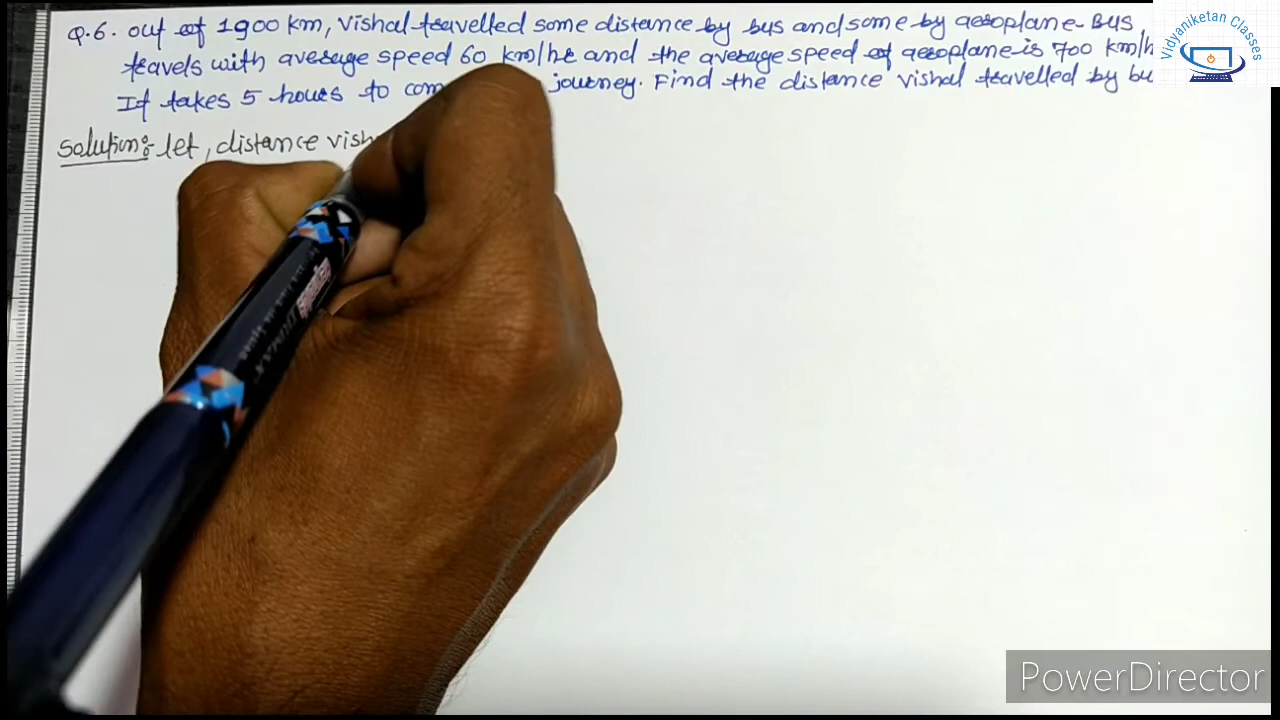 Q.6. Out of 1900 km, Vishal travelled some distance by bus and some by aeroplane. Bus
travels with average speed 60 km/hr and the average speed of aeroplane is 700 km/h
It takes 5 hours to com journey. Find the distance vishal travelled by bu
Solution:- let, distance vish
Vidyaniketan Classes
PowerDirector